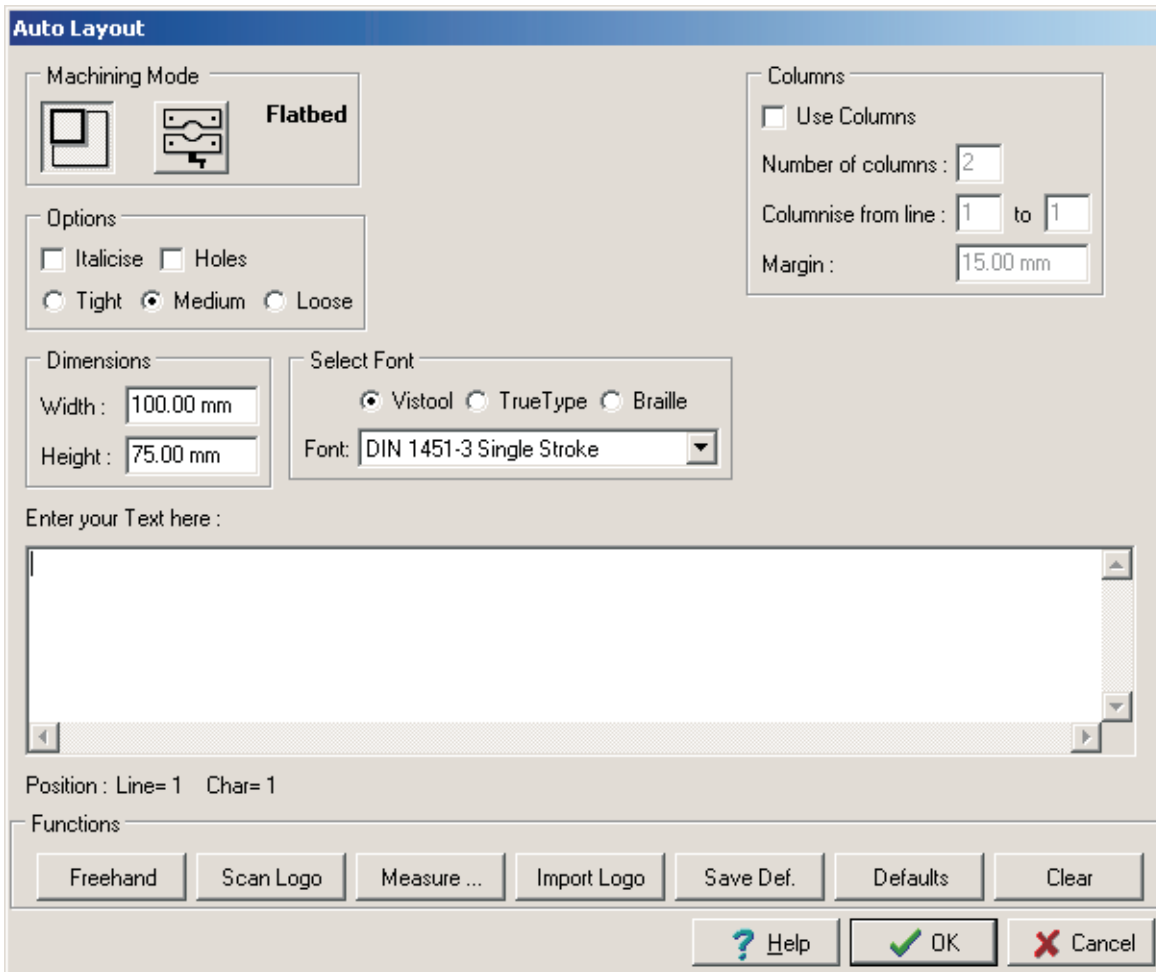 Auto Layout
Machining Mode
Flatbed
Columns
Use Columns
Number of columns : 2
Columnise from line : 1 to 1
Margin : 15.00 mm
Options
Italicise Holes
Tight Medium Loose
Dimensions
Width : 100.00 mm
Height : 75.00 mm
Select Font
Vistool TrueType Braille
Font: DIN 1451-3 Single Stroke
Enter your Text here :
Position : Line= 1 Char= 1
Functions
Freehand Scan Logo Measure ... Import Logo Save Def. Defaults Clear
? Help OK Cancel